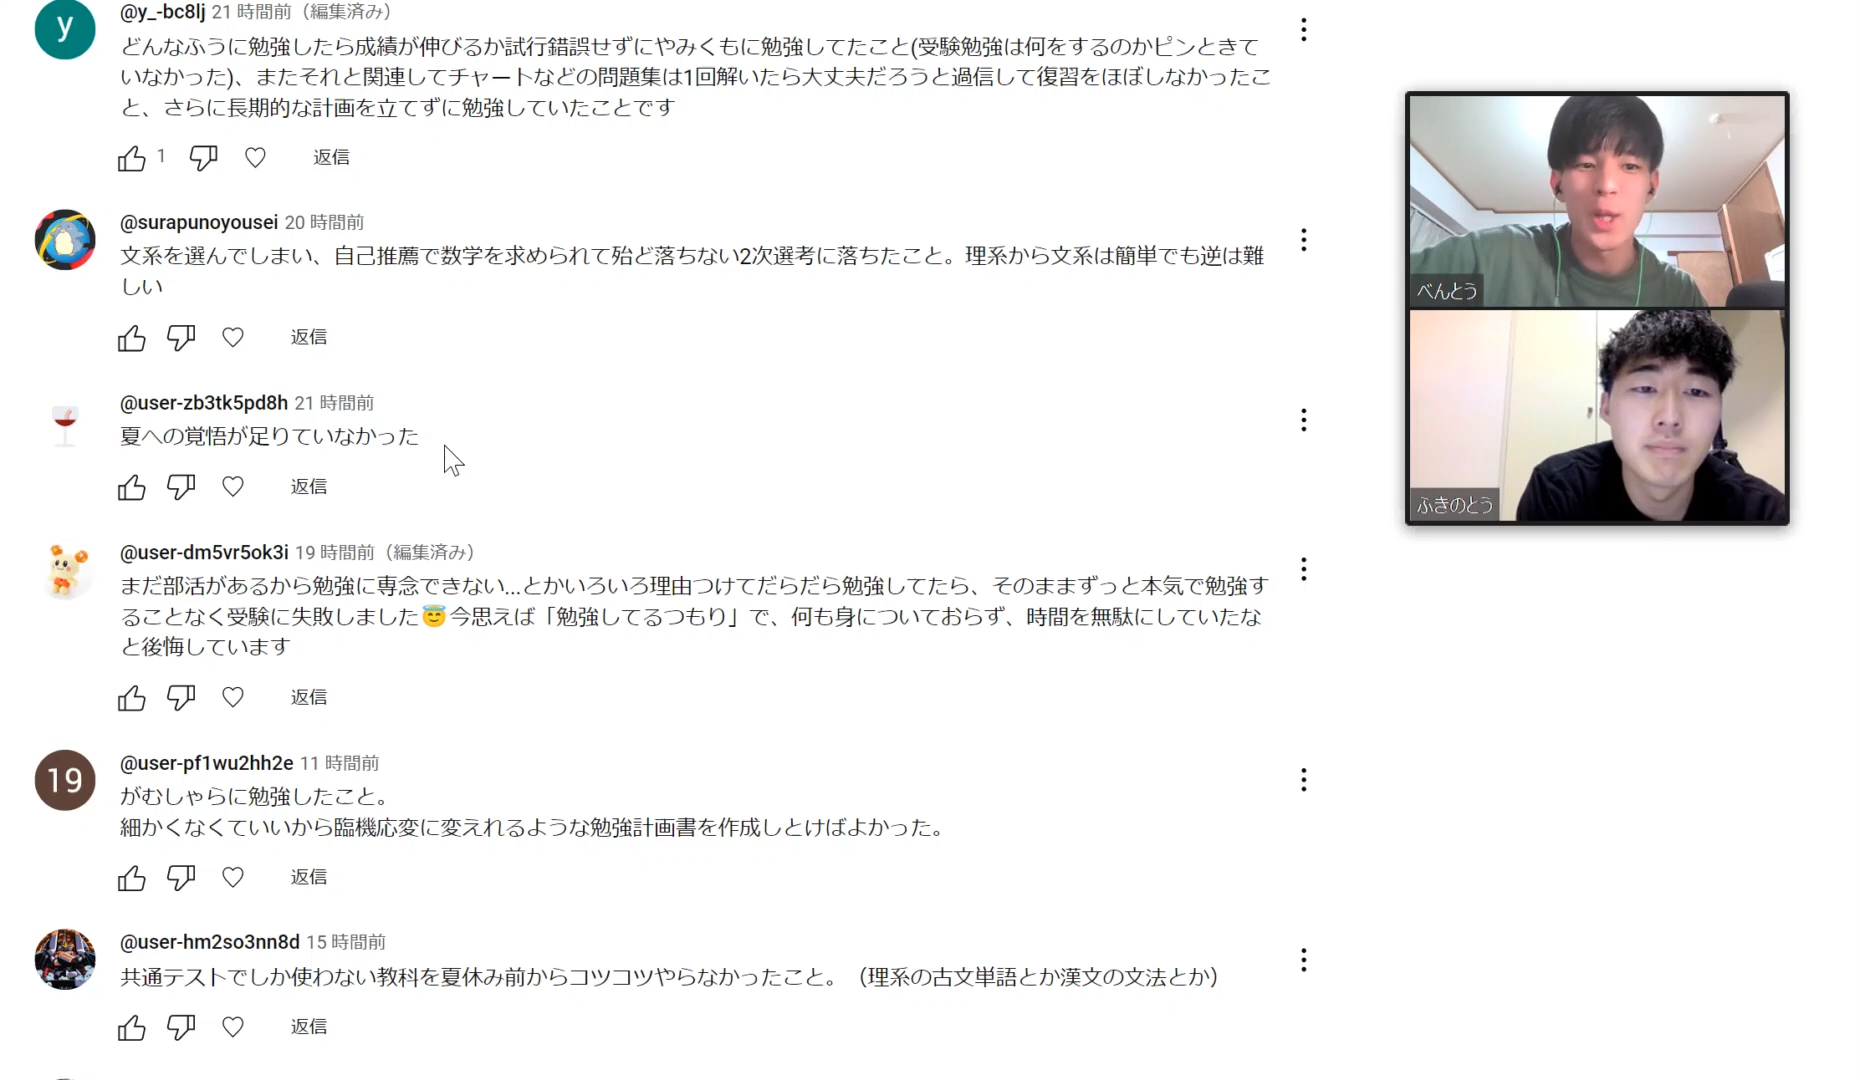 y
@y_-bc8lj 21 時間前（編集済み）
どんなふうに勉強したら成績が伸びるか試行錯誤せずにやみくもに勉強してたこと(受験勉強は何をするのかピンときて
いなかった)、またそれと関連してチャートなどの問題集は1回解いたら大丈夫だろうと過信して復習をほぼしなかったこ
と、さらに長期的な計画を立てずに勉強していたことです
1 返信
@surapunoyousei 20 時間前
文系を選んでしまい、自己推薦で数学を求められて殆ど落ちない2次選考に落ちたこと。理系から文系は簡単でも逆は難
しい
返信
@user-zb3tk5pd8h 21 時間前
夏への覚悟が足りていなかった
返信
@user-dm5vr5ok3i 19 時間前（編集済み）
まだ部活があるから勉強に専念できない...とかいろいろ理由つけてだらだら勉強してたら、そのままずっと本気で勉強す
ることなく受験に失敗しました😇今思えば「勉強してるつもり」で、何も身についておらず、時間を無駄にしていたな
と後悔しています
返信
19
@user-pf1wu2hh2e 11 時間前
がむしゃらに勉強したこと。
細かくなくていいから臨機応変に変えれるような勉強計画書を作成しとけばよかった。
返信
@user-hm2so3nn8d 15 時間前
共通テストでしか使わない教科を夏休み前からコツコツやらなかったこと。（理系の古文単語とか漢文の文法とか）
返信
べんとう
ふきのとう